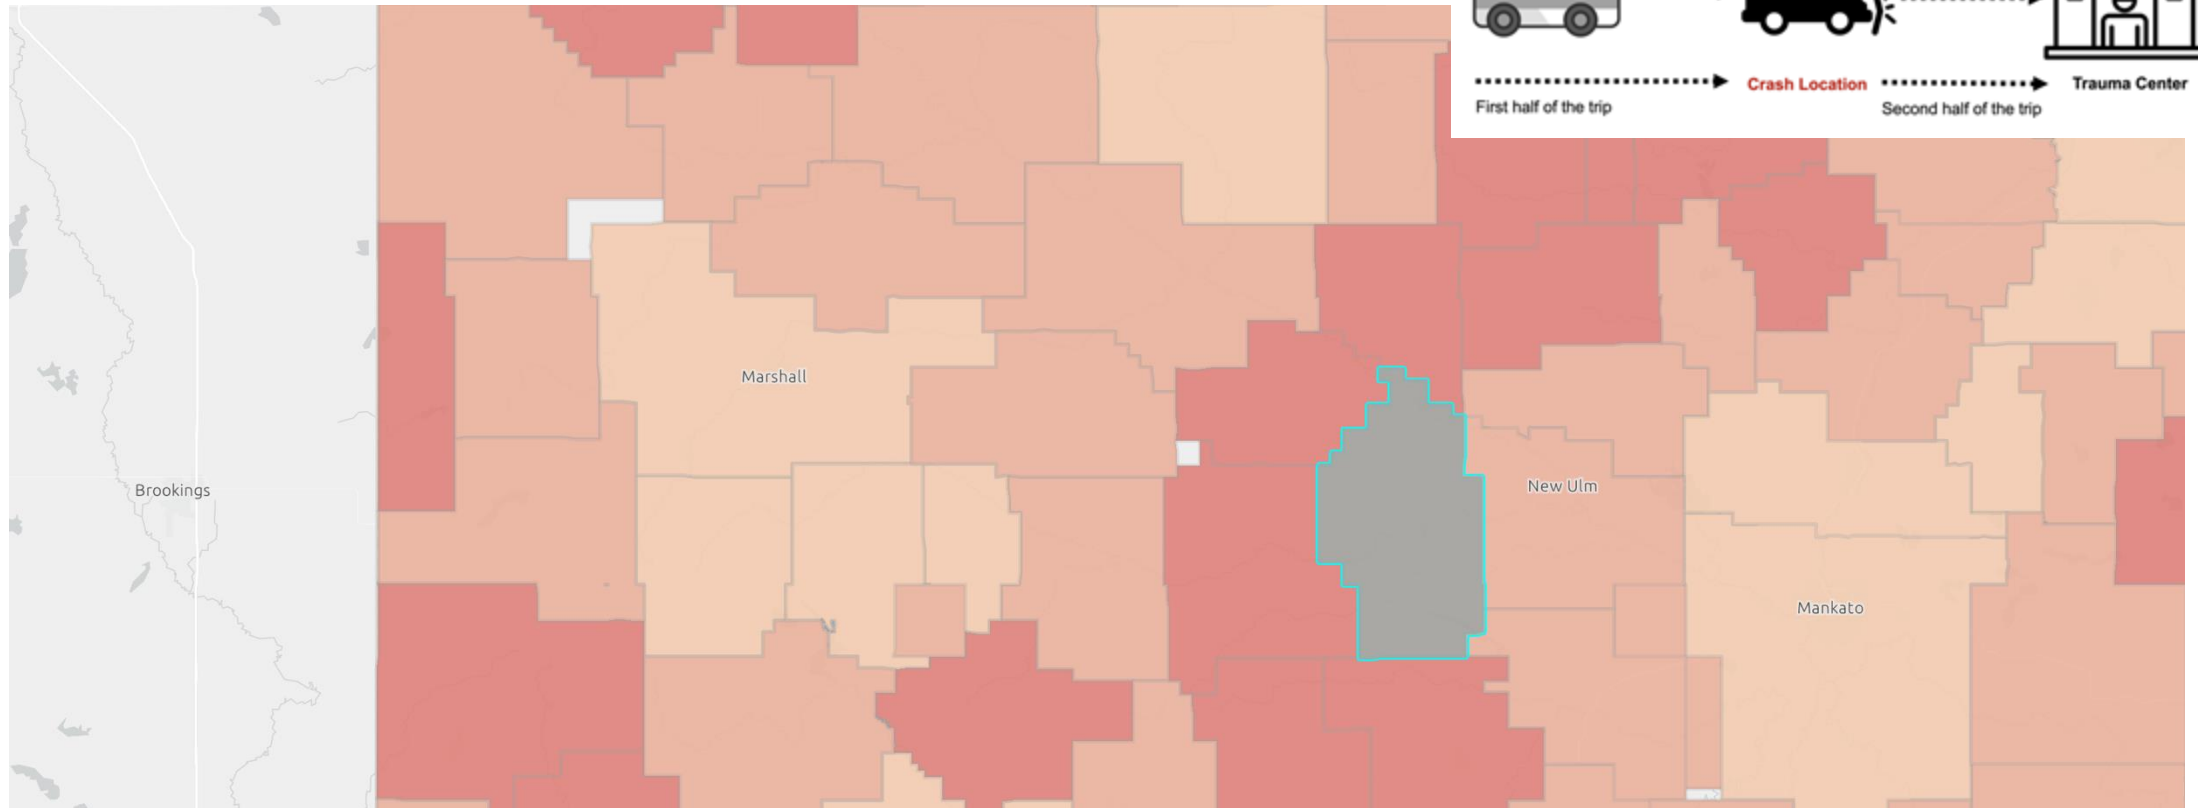 Crash Location
Trauma Center
First half of the trip
Second half of the trip
Marshall
New Ulm
Brookings
Mankato